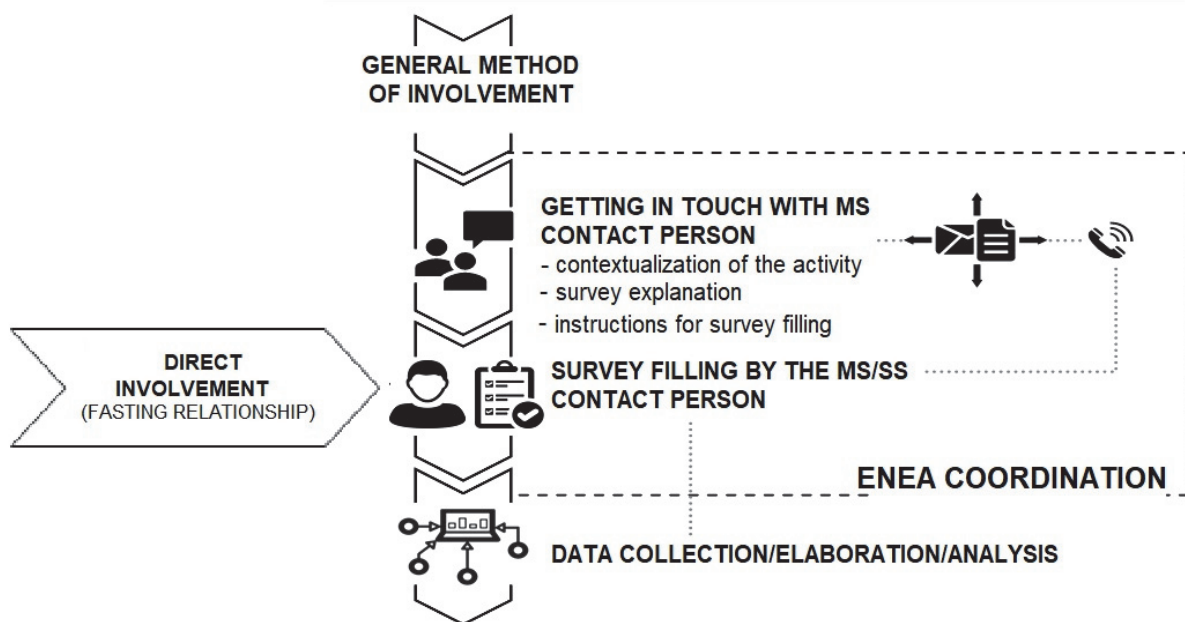 GENERAL METHOD
OF INVOLVEMENT
GETTING IN TOUCH WITH MS
CONTACT PERSON
- contextualization of the activity
- survey explanation
- instructions for survey filling
DIRECT
INVOLVEMENT
(FASTING RELATIONSHIP)
SURVEY FILLING BY THE MS/SS
CONTACT PERSON
ENEA COORDINATION
DATA COLLECTION/ELABORATION/ANALYSIS